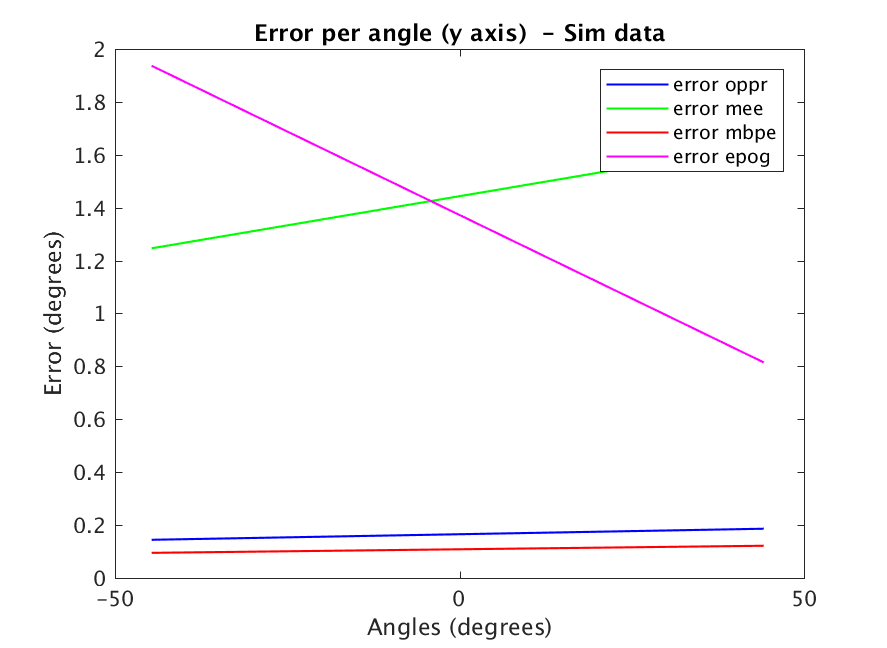 Error per angle (y axis)  - Sim data
2
1.8
1.6
1.4
1.2
1
0.8
0.6
0.4
0.2
0
Error (degrees)
error oppr
error mee
error mbpe
error epog
-50
0
50
Angles (degrees)